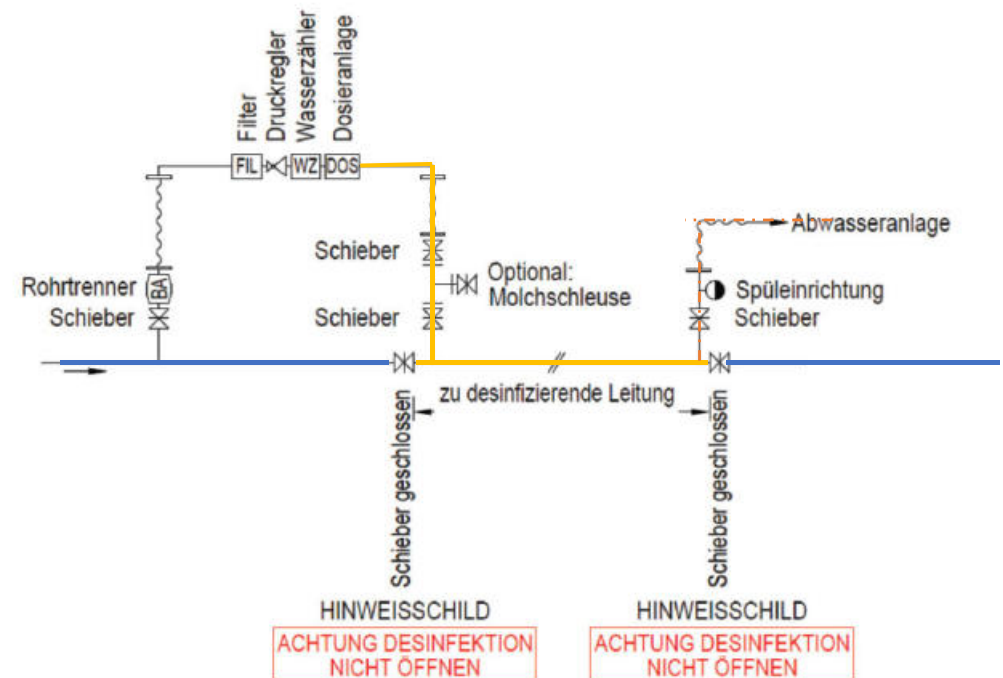 Filter
Druckregler
Wasserzähler
Dosieranlage
FIL
WZ
DOS
Abwasseranlage
Schieber
Optional:
Molchschleuse
Rohrtrenner
BA
Schieber
Schieber
Spüleinrichtung
Schieber
zu desinfizierende Leitung
Schieber geschlossen
Schieber geschlossen
HINWEISSCHILD
ACHTUNG DESINFEKTION
NICHT ÖFFNEN
HINWEISSCHILD
ACHTUNG DESINFEKTION
NICHT ÖFFNEN